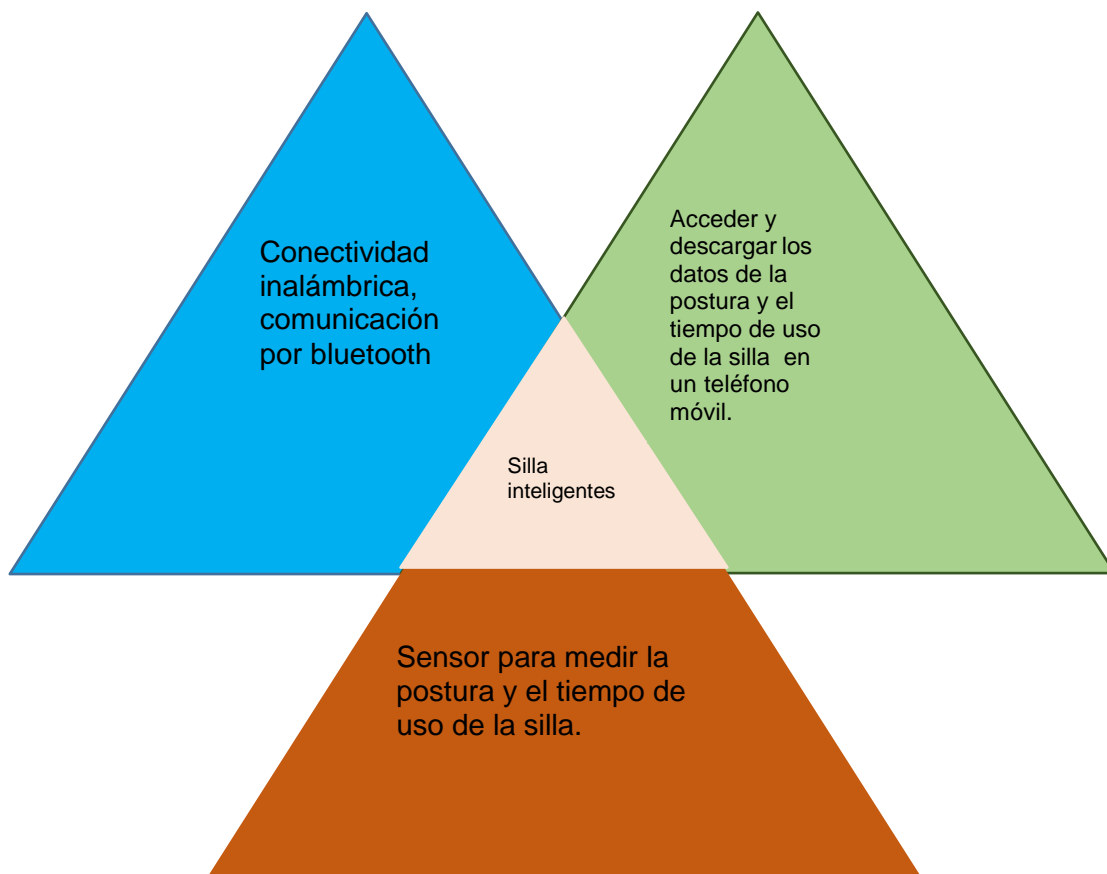 Conectividad
inalámbrica,
comunicación
por bluetooth
Acceder y
descargar los
datos de la
postura y el
tiempo de uso
de la silla en
un teléfono
móvil.
Silla
inteligentes
Sensor para medir la
postura y el tiempo de
uso de la silla.